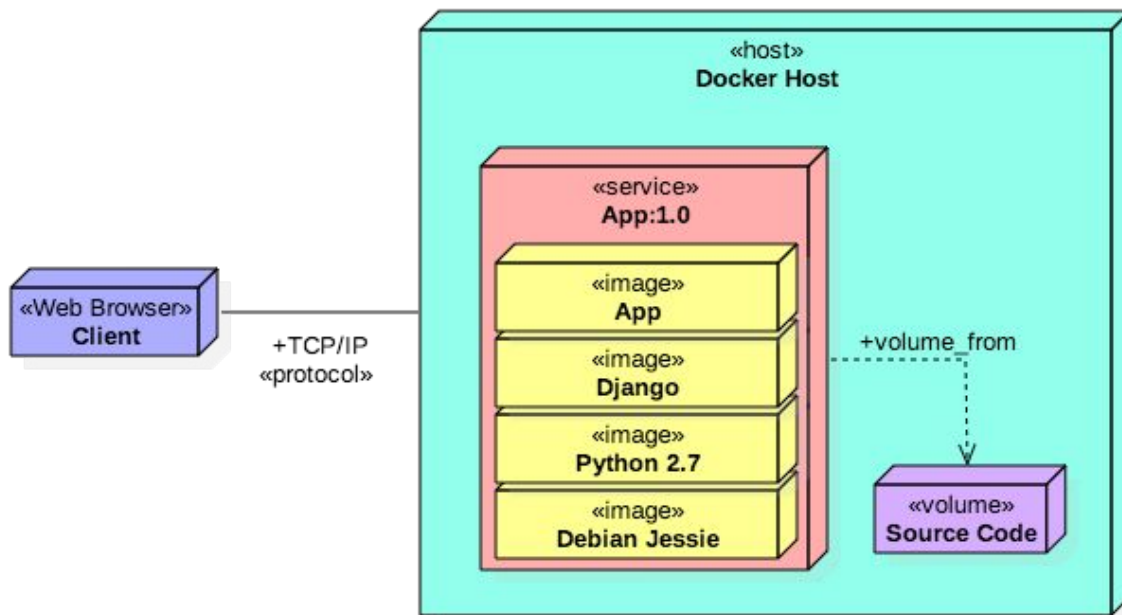 «host»
Docker Host
«service»
App:1.0
«image»
App
«Web Browser»
Client
+TCP/IP
«protocol»
«image»
Django
+volume_from
«image»
Python 2.7
«image»
Debian Jessie
«volume»
Source Code